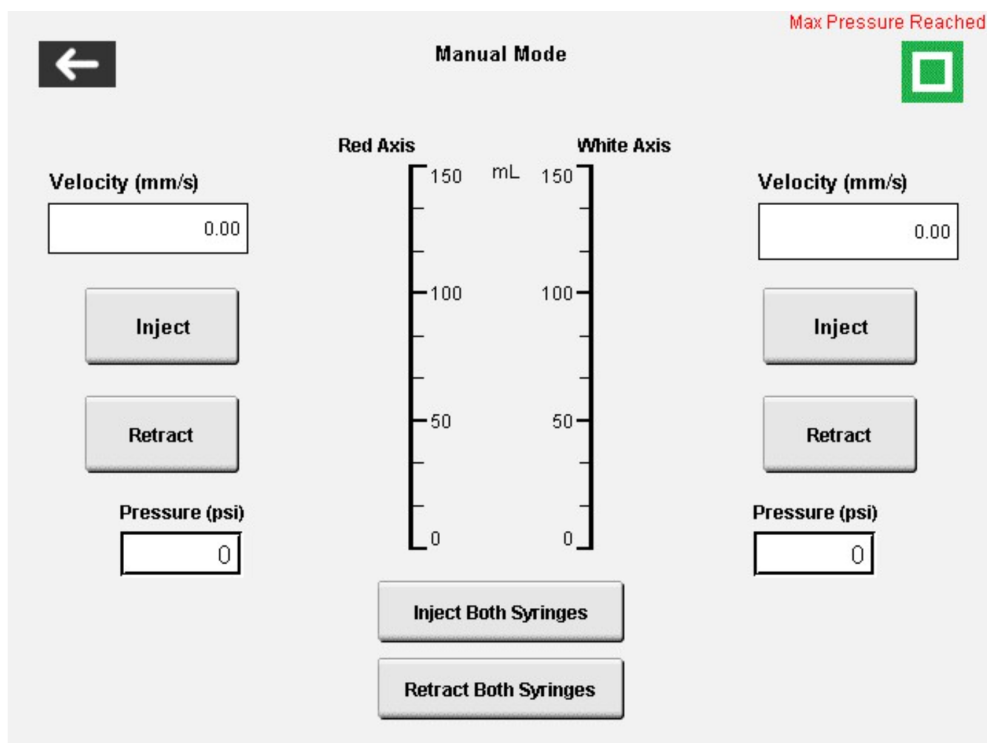 Max Pressure Reached
Manual Mode
Red Axis White Axis
Velocity (mm/s) 150 mL 150 Velocity (mm/s)
0.00 0.00
100 100
Inject Inject
50 50
Retract Retract
Pressure (psi) Pressure (psi)
0 0 0 0
Inject Both Syringes
Retract Both Syringes